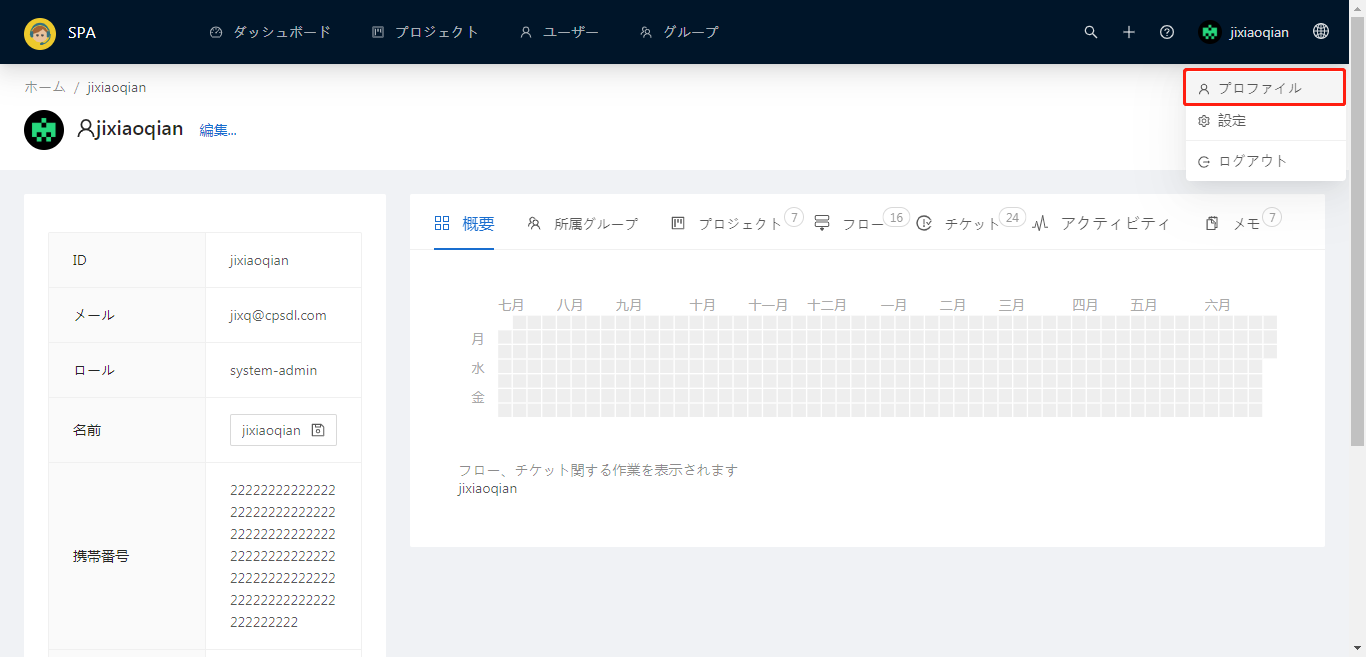 SPA ダッシュボード プロジェクト ユーザー グループ jixiaoqian
ホーム / jixiaoqian
プロファイル
jixiaoqian 編集...
設定
ログアウト
概要 所属グループ プロジェクト 7 フロー 16 チケット 24 アクティビティ メモ 7
ID jixiaoqian
メール jixq@cpsdl.com
ロール system-admin
名前 jixiaoqian
携帯番号
22222222222222
22222222222222
22222222222222
22222222222222
22222222222222
22222222222222
222222222
七月 八月 九月 十月 十一月 十二月 一月 二月 三月 四月 五月 六月
月
水
金
フロー、チケット関する作業を表示されます
jixiaoqian